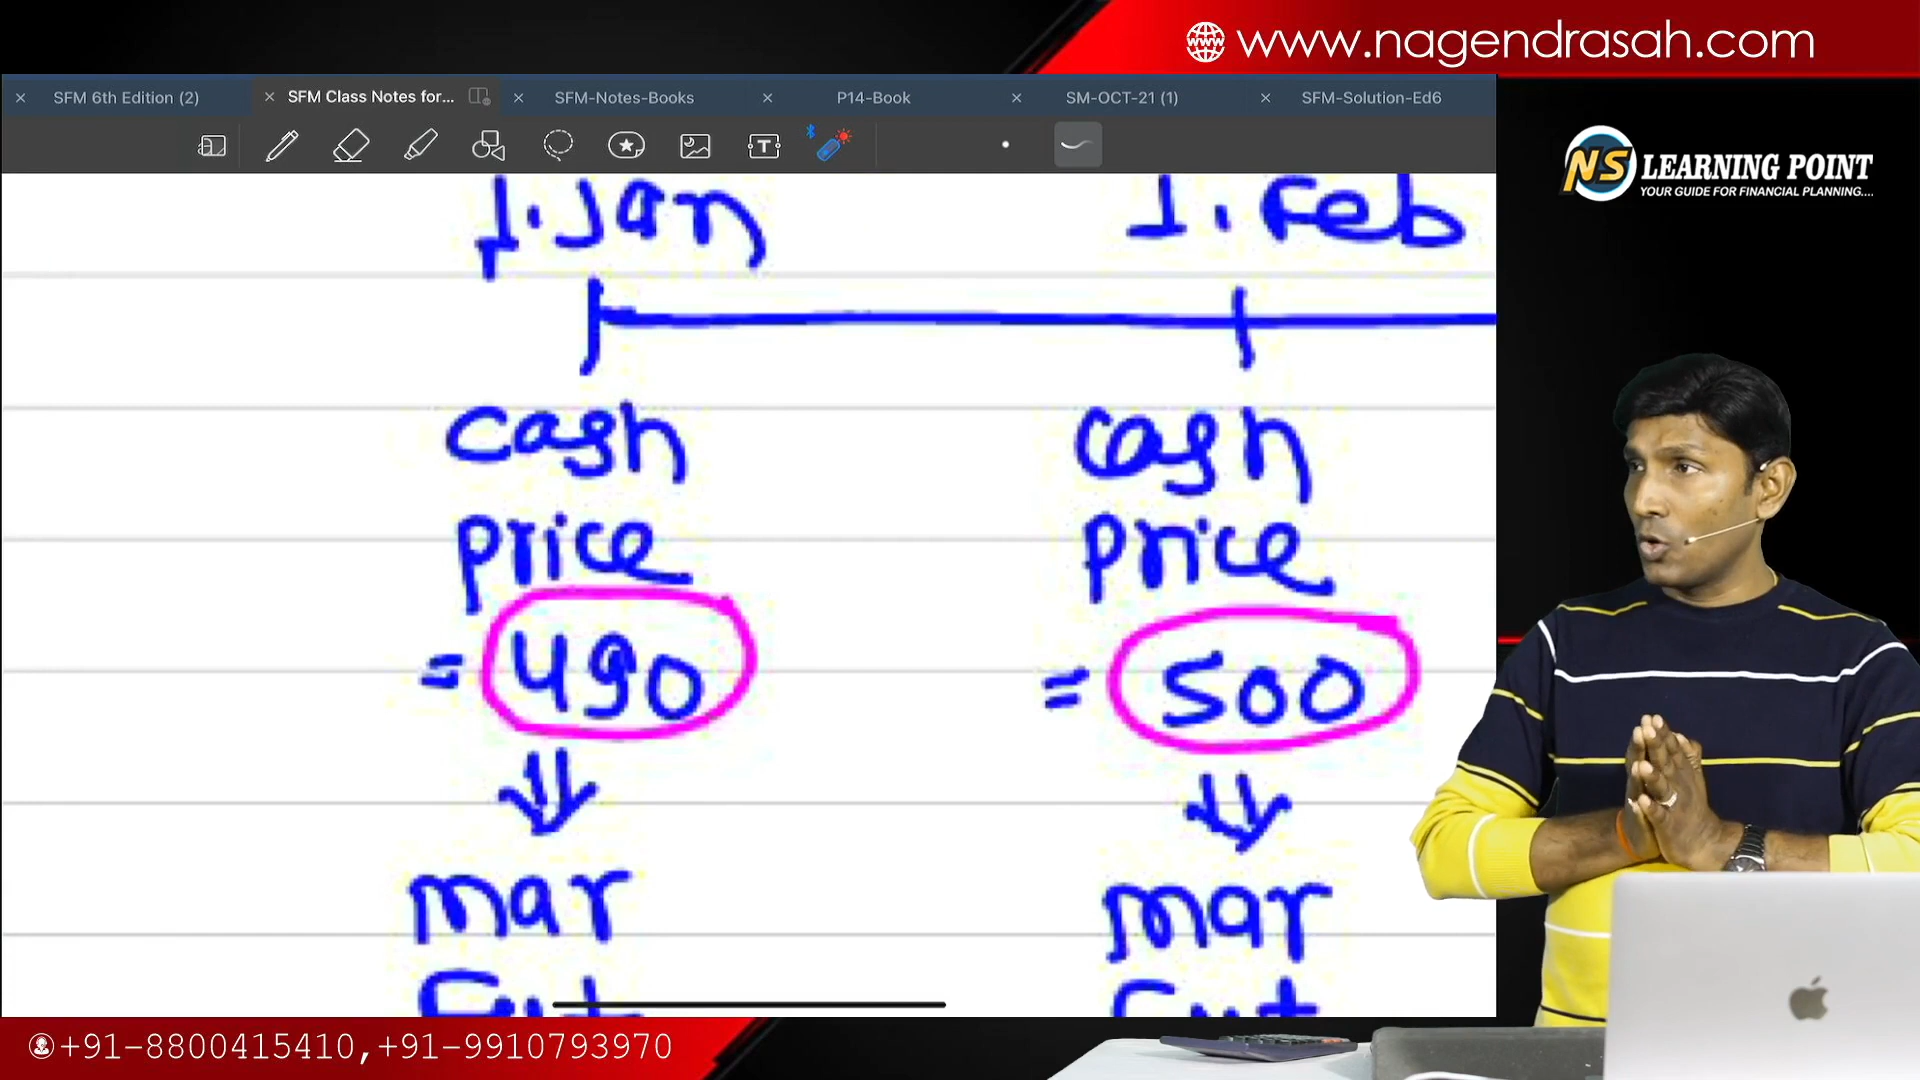 www.nagendrasah.com
SFM 6th Edition (2)
SFM Class Notes for...
SFM-Notes-Books
P14-Book
SM-OCT-21 (1)
SFM-Solution-Ed6
NS LEARNING POINT
YOUR GUIDE FOR FINANCIAL PLANNING....
1. Jan
1. Feb
cash
price
= 490
mar
Fut
cash
price
= 500
mar
Fut
+91-8800415410,+91-9910793970